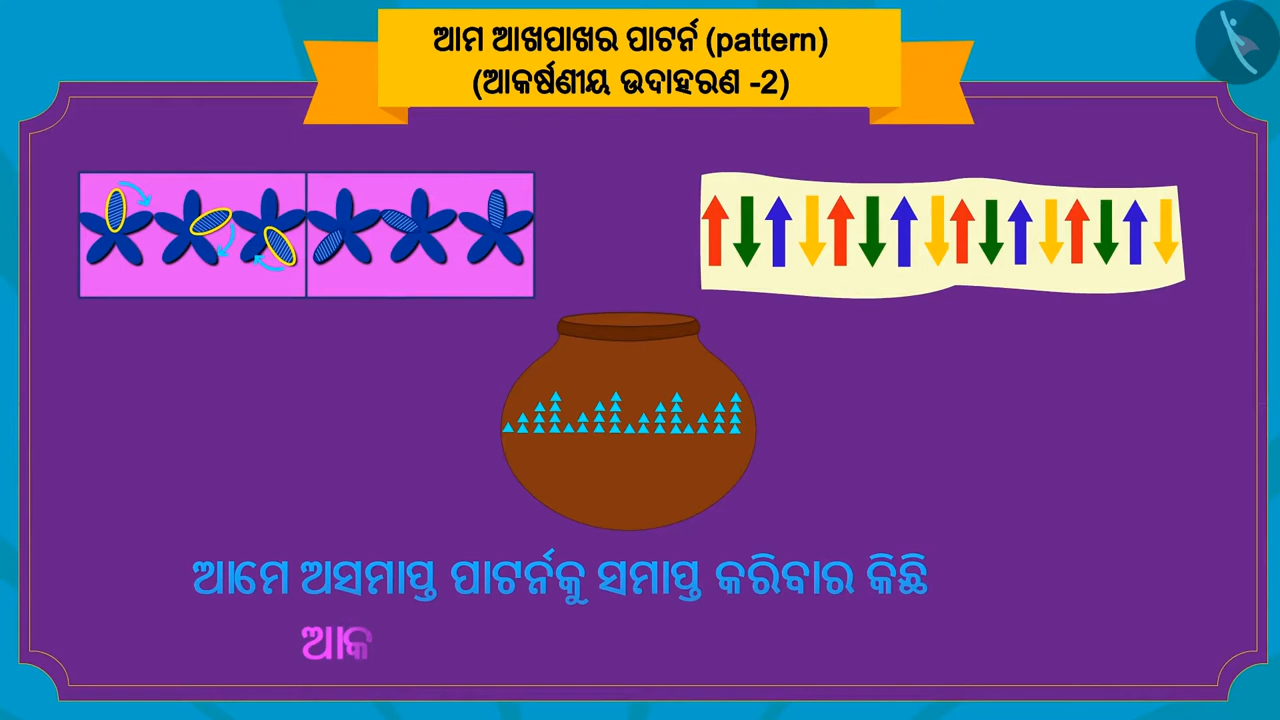 ଆମ ଆଖପାଖର ପାଟର୍ନ (pattern)
(ଆକର୍ଷଣୀୟ ଉଦାହରଣ -2)
ଆମେ ଅସମାପ୍ତ ପାଟର୍ନକୁ ସମାପ୍ତ କରିବାର କିଛି
ଆକ